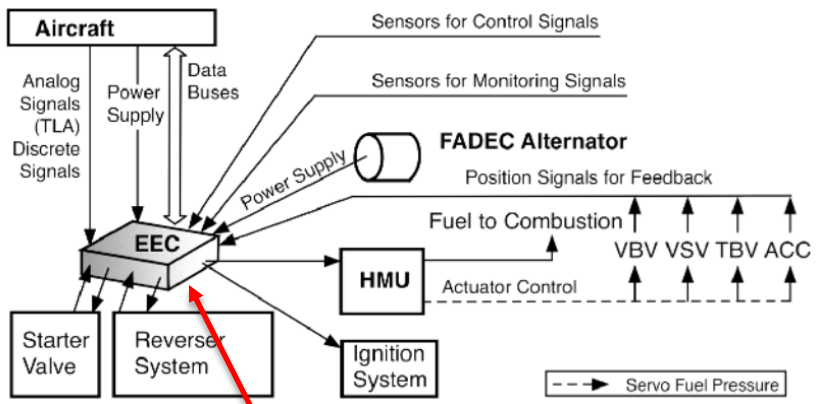 Aircraft
Sensors for Control Signals
Analog
Signals
(TLA)
Discrete
Signals
Power
Supply
Data
Buses
Sensors for Monitoring Signals
FADEC Alternator
Power Supply
Position Signals for Feedback
EEC
Fuel to Combustion
VBV VSV TBV ACC
HMU
Actuator Control
Starter
Valve
Reverser
System
Ignition
System
Servo Fuel Pressure